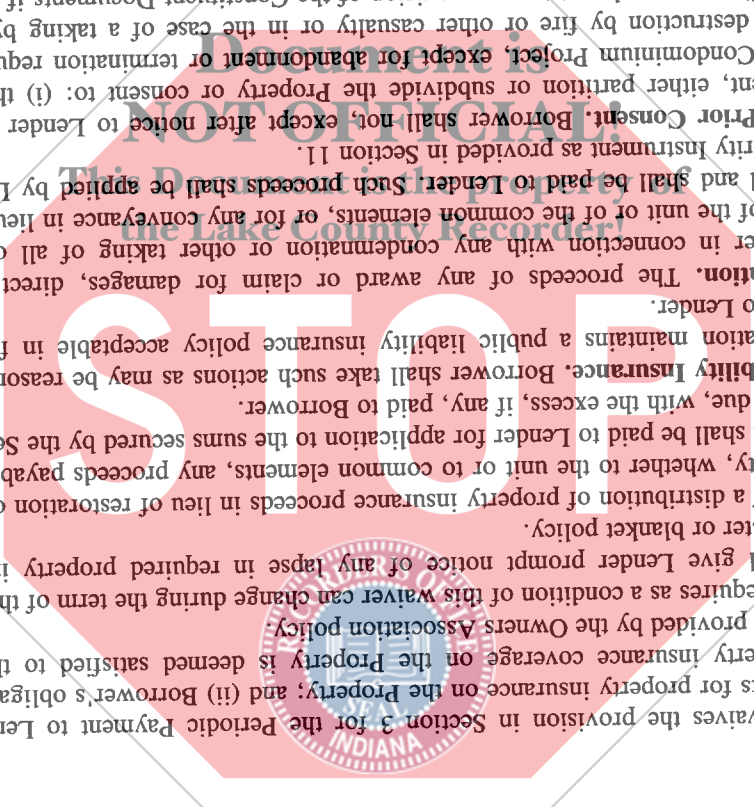 waives the provision in Section 3 for the Periodic Payment to Len
s for property insurance on the Property; and (ii) Borrower's obligat
erty insurance coverage on the Property is deemed satisfied to th
provided by the Owners Association policy.
equires as a condition of this waiver can change during the term of th
l give Lender prompt notice of any lapse in required property in
ter or blanket policy.
a distribution of property insurance proceeds in lieu of restoration o
ty, whether to the unit or to common elements, any proceeds payab
shall be paid to Lender for application to the sums secured by the Se
due, with the excess, if any, paid to Borrower.
bility Insurance. Borrower shall take such actions as may be reason
ation maintains a public liability insurance policy acceptable in f
o Lender.
ation. The proceeds of any award or claim for damages, direct
er in connection with any condemnation or other taking of all o
of the unit or of the common elements, or for any conveyance in lieu
l and shall be paid to Lender. Such proceeds shall be applied by L
rity Instrument as provided in Section 11.
Prior Consent. Borrower shall not, except after notice to Lender
nt, either partition or subdivide the Property or consent to: (i) th
Condominium Project, except for abandonment or termination requ
destruction by fire or other casualty or in the case of a taking by
Document is
NOT OFFICIAL!
This Document is the property of
the Lake County Recorder!
STOP
RECORDER'S OFFICE
SEAL
INDIANA